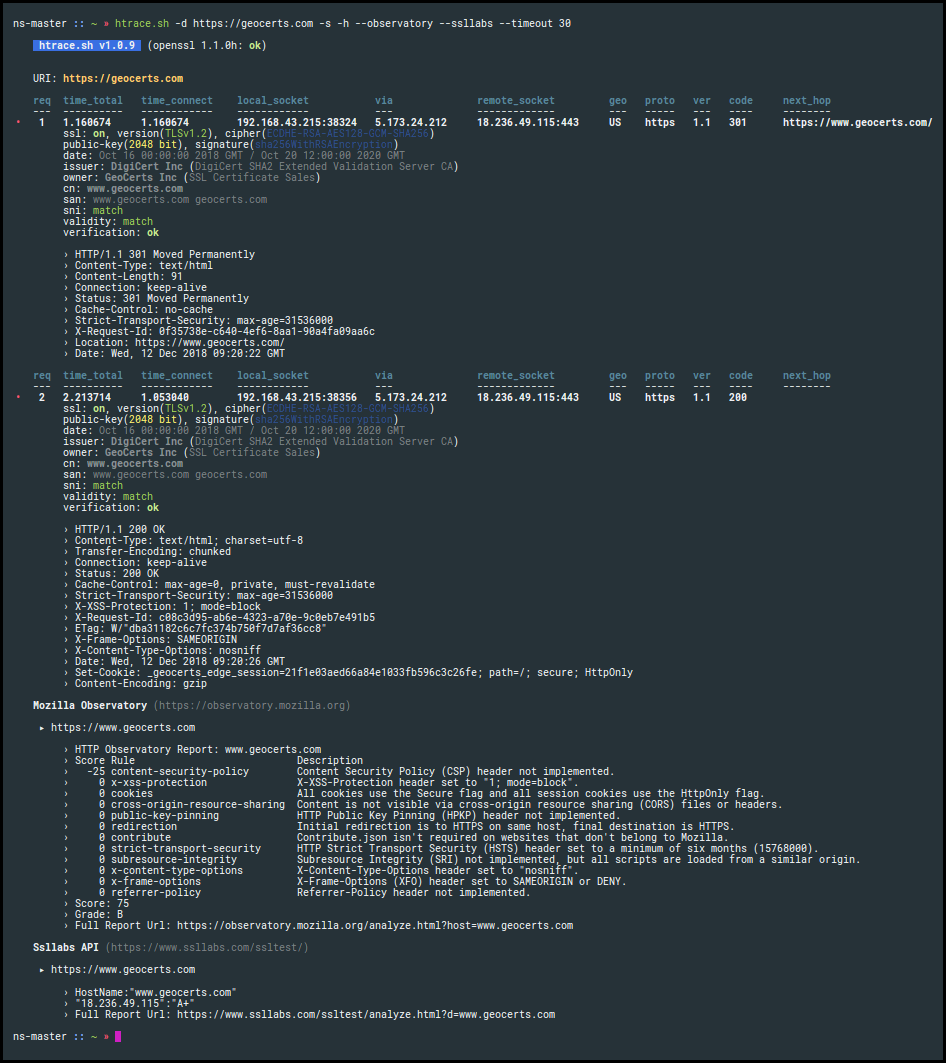 ns-master :: ~ » htrace.sh -d https://geocerts.com -s -h --observatory --ssllabs --timeout 30
htrace.sh v1.0.9 (openssl 1.1.0h: ok)
URI: https://geocerts.com
req time_total time_connect local_socket via remote_socket geo proto ver code next_hop
--- ---------- ------------ ------------ --- ------------- --- ----- --- ---- --------
• 1 1.160674 1.160674 192.168.43.215:38324 5.173.24.212 18.236.49.115:443 US https 1.1 301 https://www.geocerts.com/
ssl: on, version(TLSv1.2), cipher(ECDHE-RSA-AES128-GCM-SHA256)
public-key(2048 bit), signature(sha256WithRSAEncryption)
date: Oct 16 00:00:00 2018 GMT / Oct 20 12:00:00 2020 GMT
issuer: DigiCert Inc (DigiCert SHA2 Extended Validation Server CA)
owner: GeoCerts Inc (SSL Certificate Sales)
cn: www.geocerts.com
san: www.geocerts.com geocerts.com
sni: match
validity: match
verification: ok
› HTTP/1.1 301 Moved Permanently
› Content-Type: text/html
› Content-Length: 91
› Connection: keep-alive
› Status: 301 Moved Permanently
› Cache-Control: no-cache
› Strict-Transport-Security: max-age=31536000
› X-Request-Id: 0f35738e-c640-4ef6-8aa1-90a4fa09aa6c
› Location: https://www.geocerts.com/
› Date: Wed, 12 Dec 2018 09:20:22 GMT
req time_total time_connect local_socket via remote_socket geo proto ver code next_hop
--- ---------- ------------ ------------ --- ------------- --- ----- --- ---- --------
• 2 2.213714 1.053040 192.168.43.215:38356 5.173.24.212 18.236.49.115:443 US https 1.1 200
ssl: on, version(TLSv1.2), cipher(ECDHE-RSA-AES128-GCM-SHA256)
public-key(2048 bit), signature(sha256WithRSAEncryption)
date: Oct 16 00:00:00 2018 GMT / Oct 20 12:00:00 2020 GMT
issuer: DigiCert Inc (DigiCert SHA2 Extended Validation Server CA)
owner: GeoCerts Inc (SSL Certificate Sales)
cn: www.geocerts.com
san: www.geocerts.com geocerts.com
sni: match
validity: match
verification: ok
› HTTP/1.1 200 OK
› Content-Type: text/html; charset=utf-8
› Transfer-Encoding: chunked
› Connection: keep-alive
› Status: 200 OK
› Cache-Control: max-age=0, private, must-revalidate
› Strict-Transport-Security: max-age=31536000
› X-XSS-Protection: 1; mode=block
› X-Request-Id: c08c3d95-ab6e-4323-a70e-9c0eb7e491b5
› ETag: W/"dba31182c6c7fc374b750f7d7af36cc8"
› X-Frame-Options: SAMEORIGIN
› X-Content-Type-Options: nosniff
› Date: Wed, 12 Dec 2018 09:20:26 GMT
› Set-Cookie: _geocerts_edge_session=21f1e03aed66a84e1033fb596c3c26fe; path=/; secure; HttpOnly
› Content-Encoding: gzip
Mozilla Observatory (https://observatory.mozilla.org)
▸ https://www.geocerts.com
› HTTP Observatory Report: www.geocerts.com
› Score Rule Description
› -25 content-security-policy Content Security Policy (CSP) header not implemented.
› 0 x-xss-protection X-XSS-Protection header set to "1; mode=block".
› 0 cookies All cookies use the Secure flag and all session cookies use the HttpOnly flag.
› 0 cross-origin-resource-sharing Content is not visible via cross-origin resource sharing (CORS) files or headers.
› 0 public-key-pinning HTTP Public Key Pinning (HPKP) header not implemented.
› 0 redirection Initial redirection is to HTTPS on same host, final destination is HTTPS.
› 0 contribute Contribute.json isn't required on websites that don't belong to Mozilla.
› 0 strict-transport-security HTTP Strict Transport Security (HSTS) header set to a minimum of six months (15768000).
› 0 subresource-integrity Subresource Integrity (SRI) not implemented, but all scripts are loaded from a similar origin.
› 0 x-content-type-options X-Content-Type-Options header set to "nosniff".
› 0 x-frame-options X-Frame-Options (XFO) header set to SAMEORIGIN or DENY.
› 0 referrer-policy Referrer-Policy header not implemented.
› Score: 75
› Grade: B
› Full Report Url: https://observatory.mozilla.org/analyze.html?host=www.geocerts.com
Ssllabs API (https://www.ssllabs.com/ssltest/)
▸ https://www.geocerts.com
› HostName:"www.geocerts.com"
› "18.236.49.115":"A+"
› Full Report Url: https://www.ssllabs.com/ssltest/analyze.html?d=www.geocerts.com
ns-master :: ~ »